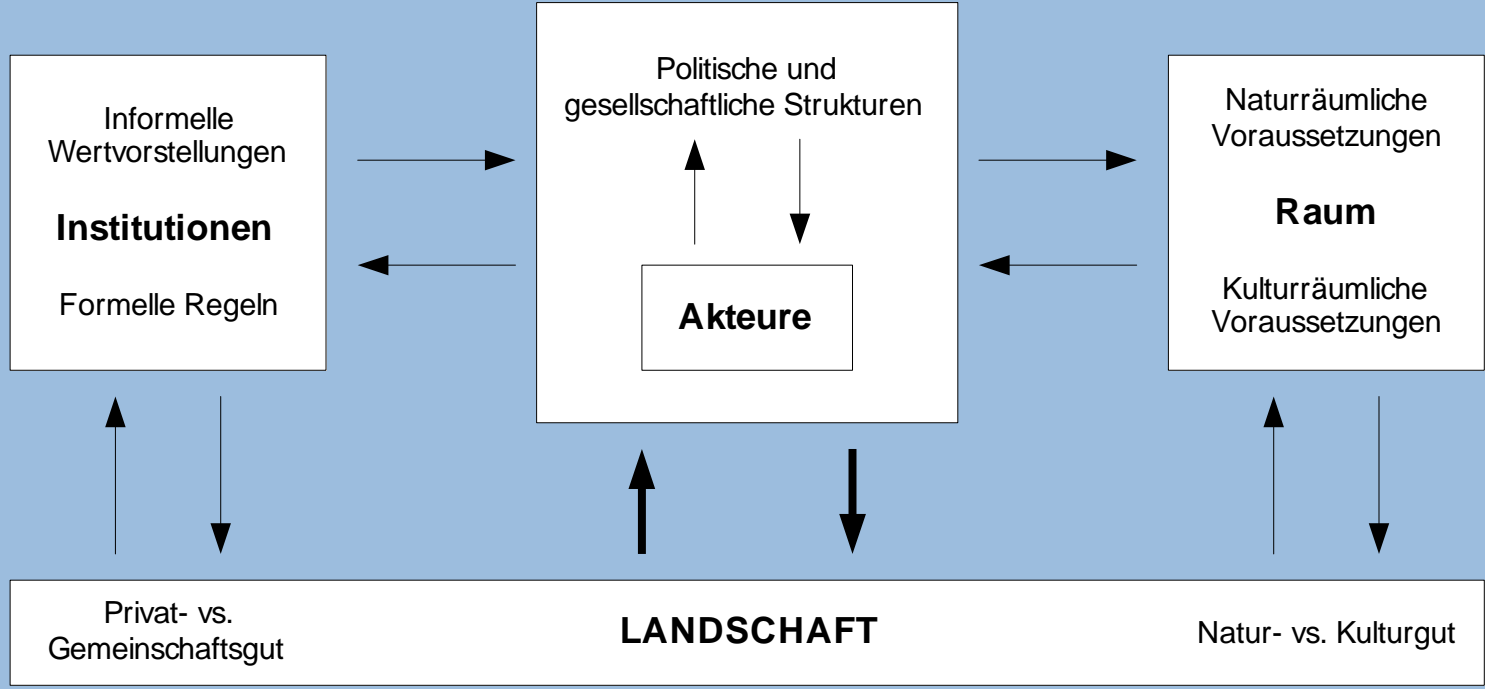 Informelle
Wertvorstellungen
Institutionen
Formelle Regeln
Politische und
gesellschaftliche Strukturen
Akteure
Naturräumliche
Voraussetzungen
Raum
Kulturräumliche
Voraussetzungen
Privat- vs.
Gemeinschaftsgut
LANDSCHAFT
Natur- vs. Kulturgut